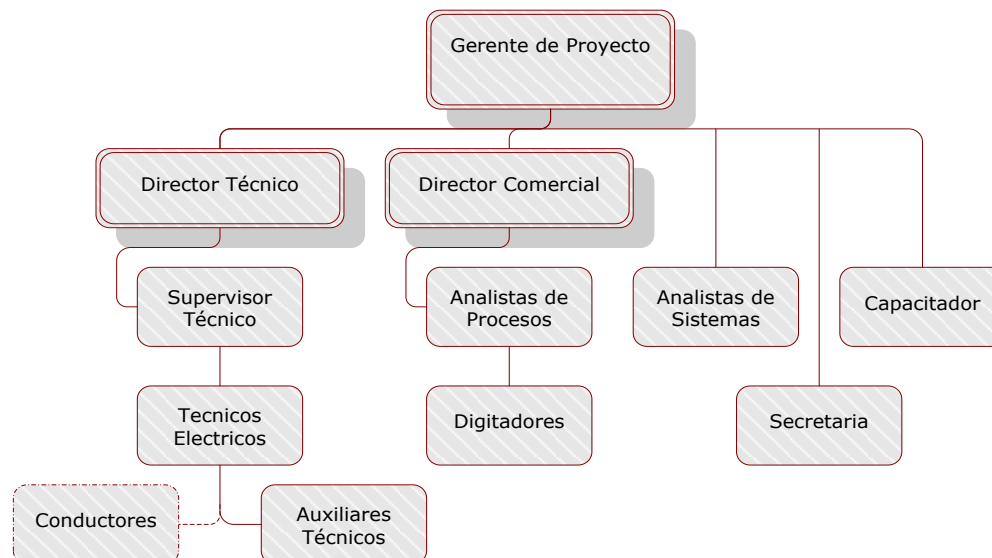 Gerente de Proyecto
Director Técnico
Director Comercial
Supervisor
Técnico
Analistas de
Procesos
Analistas de
Sistemas
Capacitador
Tecnicos
Electricos
Digitadores
Secretaria
Conductores
Auxiliares
Técnicos